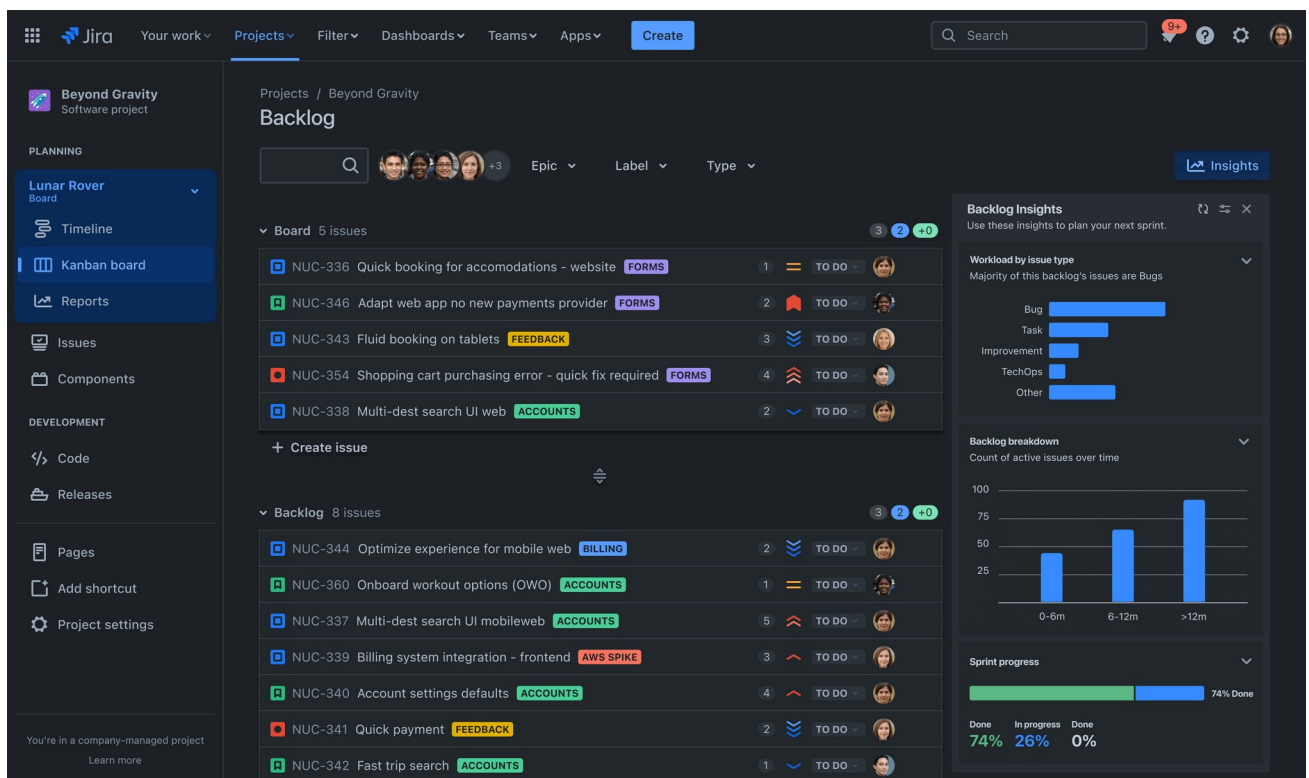 Jira Your work Projects Filter Dashboards Teams Apps Create Search 9+
Beyond Gravity
Software project
PLANNING
Lunar Rover
Board
Timeline
Kanban board
Reports
Issues
Components
DEVELOPMENT
Code
Releases
Pages
Add shortcut
Project settings
You're in a company-managed project
Learn more
Projects / Beyond Gravity
Backlog
+3 Epic Label Type Insights
Board 5 issues 3 2 +0
NUC-336 Quick booking for accomodations - website FORMS 1 TO DO
NUC-346 Adapt web app no new payments provider FORMS 2 TO DO
NUC-343 Fluid booking on tablets FEEDBACK 3 TO DO
NUC-354 Shopping cart purchasing error - quick fix required FORMS 4 TO DO
NUC-338 Multi-dest search UI web ACCOUNTS 2 TO DO
+ Create issue
Backlog 8 issues 3 2 +0
NUC-344 Optimize experience for mobile web BILLING 2 TO DO
NUC-360 Onboard workout options (OWO) ACCOUNTS 1 TO DO
NUC-337 Multi-dest search UI mobileweb ACCOUNTS 5 TO DO
NUC-339 Billing system integration - frontend AWS SPIKE 3 TO DO
NUC-340 Account settings defaults ACCOUNTS 4 TO DO
NUC-341 Quick payment FEEDBACK 2 TO DO
NUC-342 Fast trip search ACCOUNTS 1 TO DO
Backlog Insights
Use these insights to plan your next sprint.
Workload by issue type
Majority of this backlog's issues are Bugs
Bug
Task
Improvement
TechOps
Other
Backlog breakdown
Count of active issues over time
100
75
50
25
0-6m 6-12m >12m
Sprint progress
74% Done
Done In progress Done
74% 26% 0%